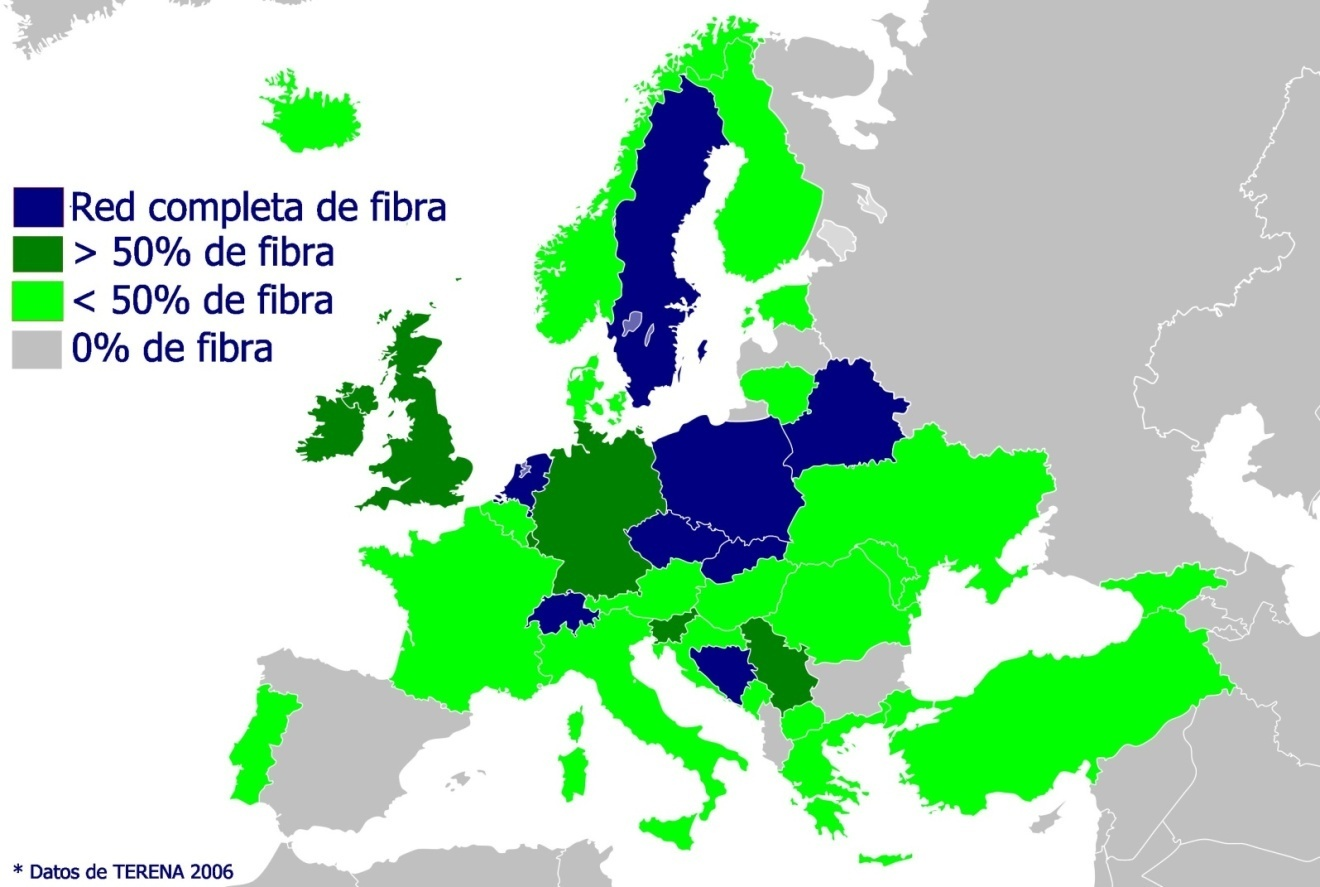 Red completa de fibra
> 50% de fibra
< 50% de fibra
0% de fibra
* Datos de TERENA 2006